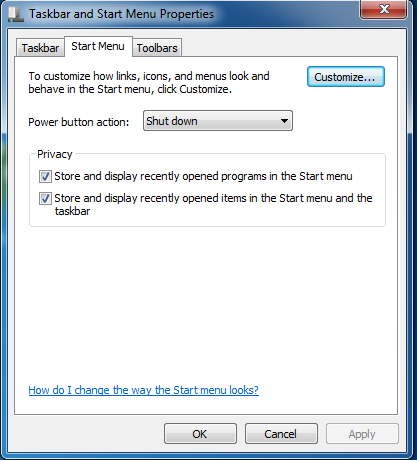 Taskbar and Start Menu Properties
Taskbar
Start Menu
Toolbars
To customize how links, icons, and menus look and
behave in the Start menu, click Customize.
Customize...
Power button action:
Shut down
Privacy
Store and display recently opened programs in the Start menu
Store and display recently opened items in the Start menu and the
taskbar
How do I change the way the Start menu looks?
OK
Cancel
Apply